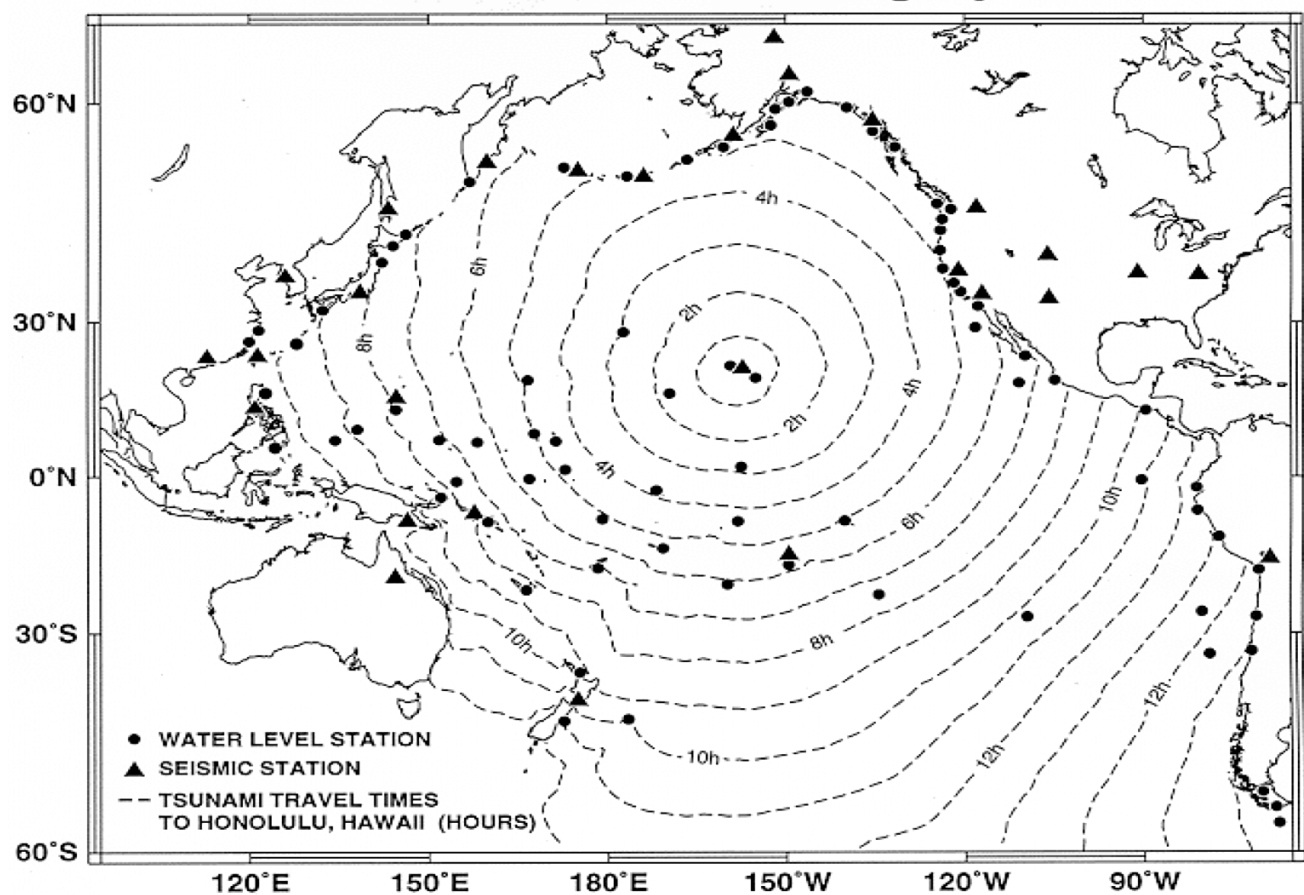 60°N
30°N
0°N
30°S
60°S
4h
6h
2h
8h
4h
2h
4h
6h
10h
10h
8h
12h
10h
12h
WATER LEVEL STATION
SEISMIC STATION
TSUNAMI TRAVEL TIMES
TO HONOLULU, HAWAII (HOURS)
120°E
150°E
180°E
150°W
120°W
90°W